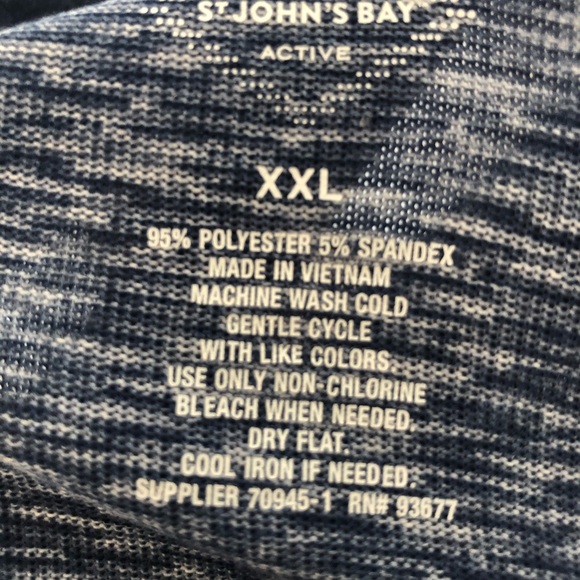 ST JOHN'S BAY
ACTIVE
XXL
95% POLYESTER 5% SPANDEX
MADE IN VIETNAM
MACHINE WASH COLD
GENTLE CYCLE
WITH LIKE COLORS.
USE ONLY NON-CHLORINE
BLEACH WHEN NEEDED.
DRY FLAT.
COOL IRON IF NEEDED.
SUPPLIER 70945-1 RN# 93677